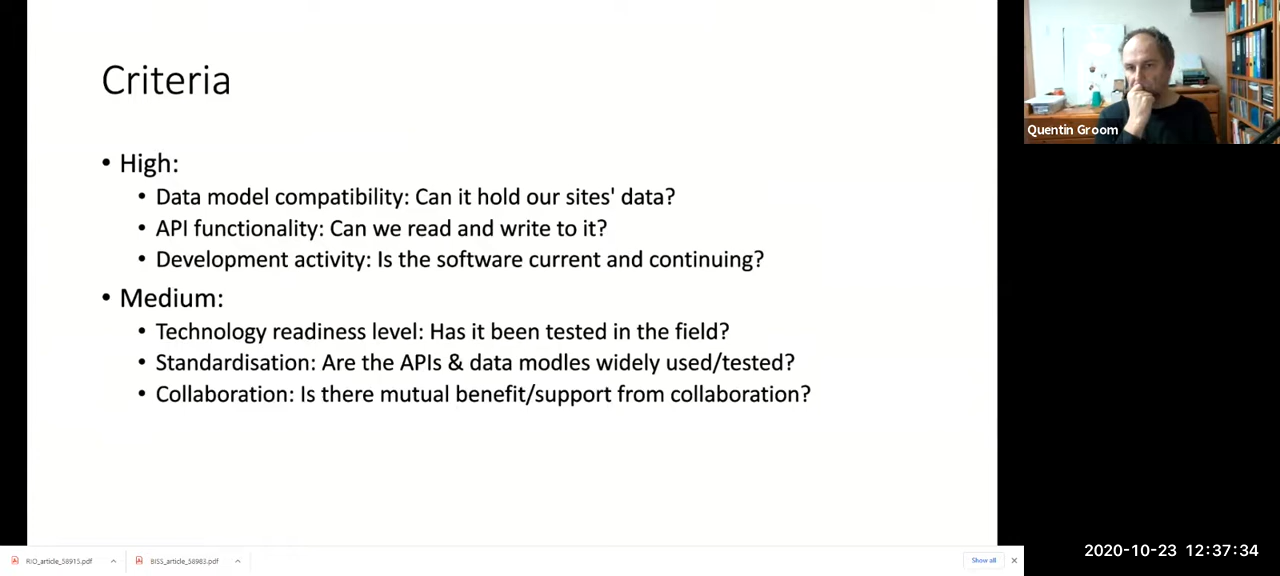 Criteria
• High:
• Data model compatibility: Can it hold our sites' data?
• API functionality: Can we read and write to it?
• Development activity: Is the software current and continuing?
• Medium:
• Technology readiness level: Has it been tested in the field?
• Standardisation: Are the APIs & data modles widely used/tested?
• Collaboration: Is there mutual benefit/support from collaboration?
Quentin Groom
2020-10-23 12:37:34
RIO_article_58915.pdf
BISS_article_58983.pdf
Show all